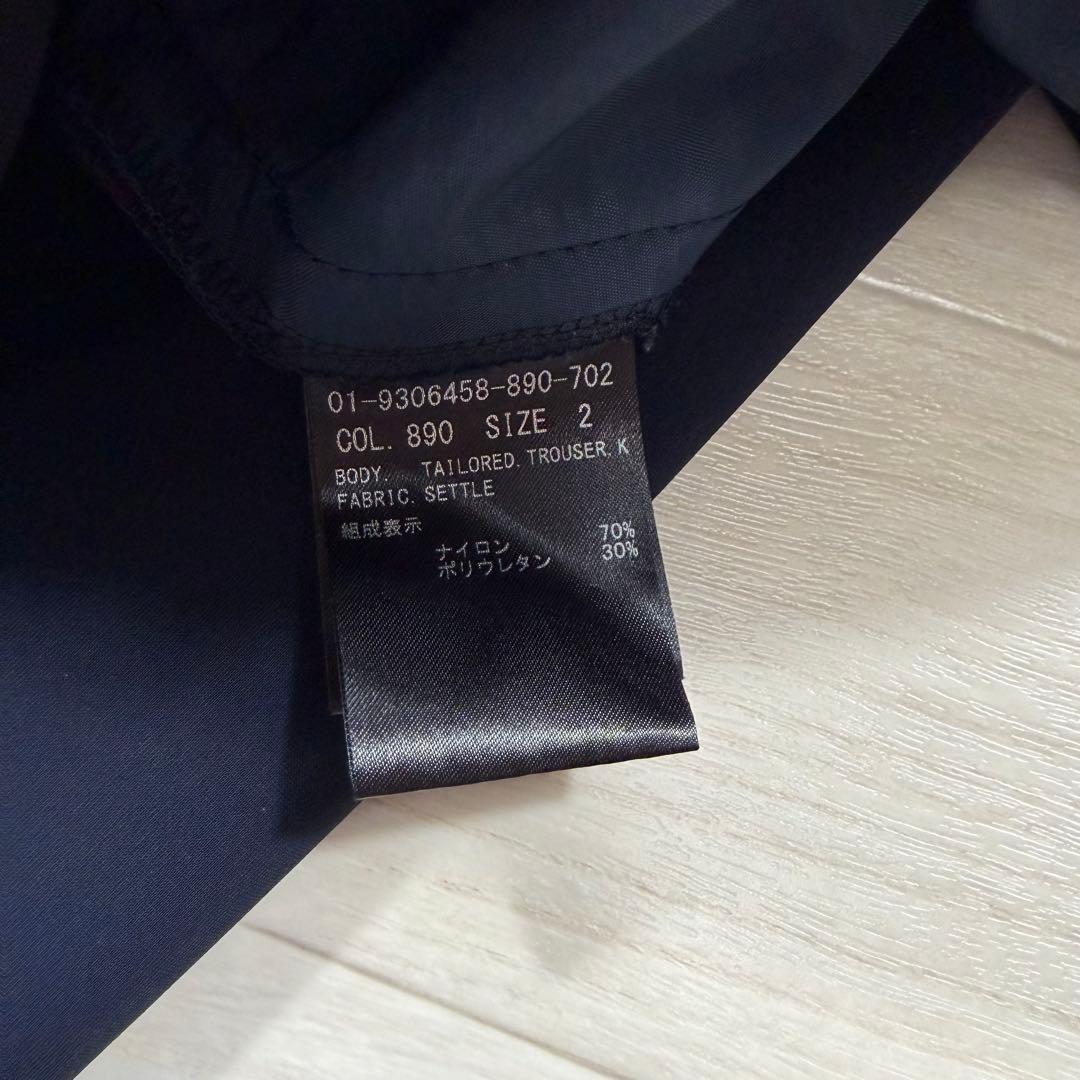 01-9306458-890-702
COL. 890 SIZE 2
BODY. TAILORED.TROUSER.K
FABRIC. SETTLE
組成表示
ナイロン 70%
ポリウレタン 30%